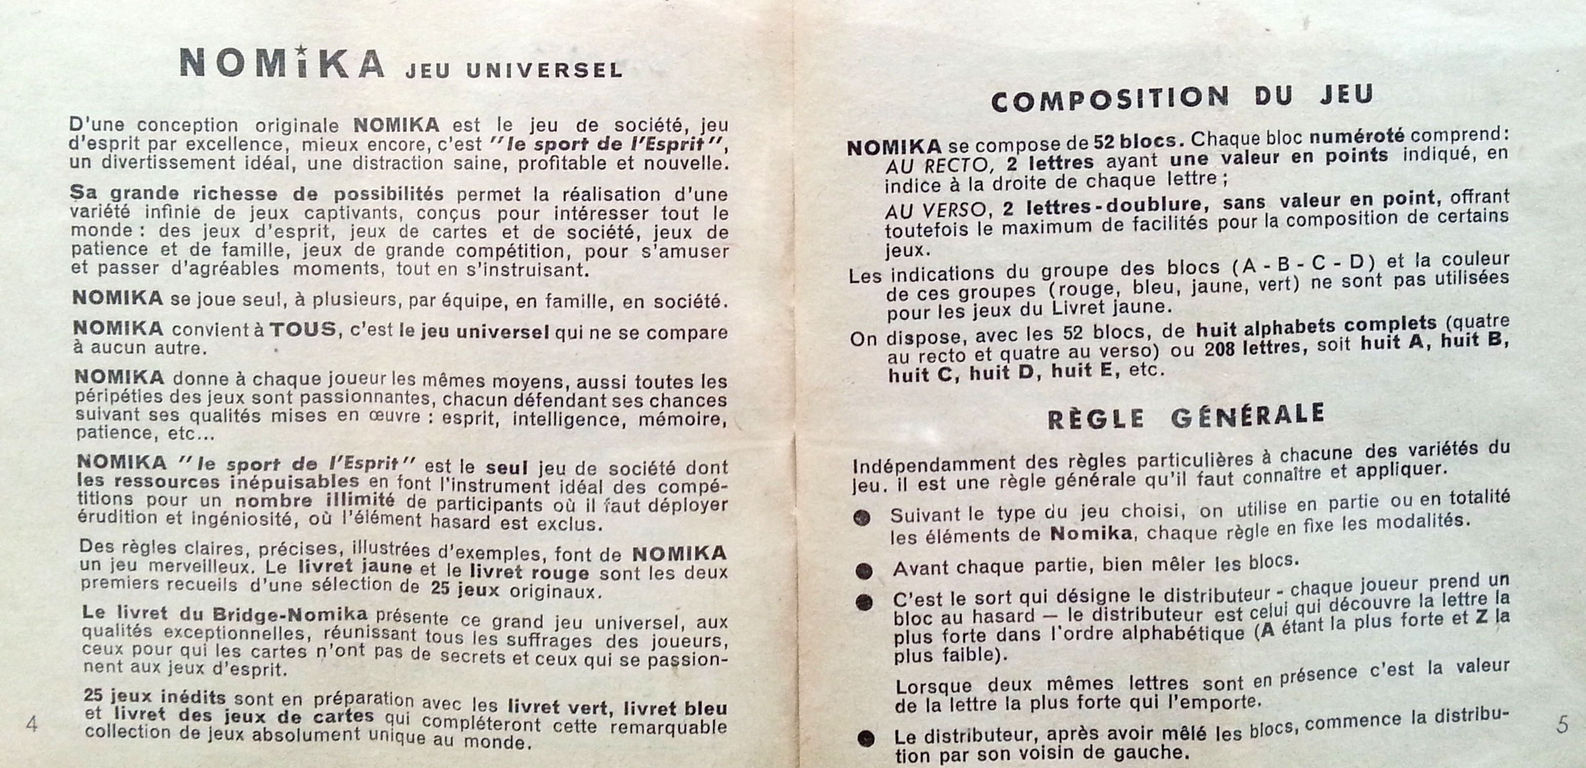 NOMiKA JEU UNIVERSEL
D'une conception originale NOMIKA est le jeu de société, jeu
d'esprit par excellence, mieux encore, c'est "le sport de l'Esprit",
un divertissement idéal, une distraction saine, profitable et nouvelle.
Sa grande richesse de possibilités permet la réalisation d'une
variété infinie de jeux captivants, conçus pour intéresser tout le
monde : des jeux d'esprit, jeux de cartes et de société, jeux de
patience et de famille, jeux de grande compétition, pour s'amuser
et passer d'agréables moments, tout en s'instruisant.
NOMIKA se joue seul, à plusieurs, par équipe, en famille, en société.
NOMIKA convient à TOUS, c'est le jeu universel qui ne se compare
à aucun autre.
NOMIKA donne à chaque joueur les mêmes moyens, aussi toutes les
péripéties des jeux sont passionnantes, chacun défendant ses chances
suivant ses qualités mises en œuvre : esprit, intelligence, mémoire,
patience, etc...
NOMIKA "le sport de l'Esprit" est le seul jeu de société dont
les ressources inépuisables en font l'instrument idéal des compé-
titions pour un nombre illimité de participants où il faut déployer
érudition et ingéniosité, où l'élément hasard est exclus.
Des règles claires, précises, illustrées d'exemples, font de NOMIKA
un jeu merveilleux. Le livret jaune et le livret rouge sont les deux
premiers recueils d'une sélection de 25 jeux originaux.
Le livret du Bridge-Nomika présente ce grand jeu universel, aux
qualités exceptionnelles, réunissant tous les suffrages des joueurs,
ceux pour qui les cartes n'ont pas de secrets et ceux qui se passion-
nent aux jeux d'esprit.
25 jeux inédits sont en préparation avec les livret vert, livret bleu
et livret des jeux de cartes qui compléteront cette remarquable
collection de jeux absolument unique au monde.
4
COMPOSITION DU JEU
NOMIKA se compose de 52 blocs. Chaque bloc numéroté comprend:
AU RECTO, 2 lettres ayant une valeur en points indiqué, en
indice à la droite de chaque lettre ;
AU VERSO, 2 lettres-doublure, sans valeur en point, offrant
toutefois le maximum de facilités pour la composition de certains
jeux.
Les indications du groupe des blocs (A - B - C - D) et la couleur
de ces groupes (rouge, bleu, jaune, vert) ne sont pas utilisées
pour les jeux du Livret jaune.
On dispose, avec les 52 blocs, de huit alphabets complets (quatre
au recto et quatre au verso) ou 208 lettres, soit huit A, huit B,
huit C, huit D, huit E, etc.
RÈGLE GÉNÉRALE
Indépendamment des règles particulières à chacune des variétés du
jeu. il est une règle générale qu'il faut connaître et appliquer.
● Suivant le type du jeu choisi, on utilise en partie ou en totalité
les éléments de Nomika, chaque règle en fixe les modalités.
● Avant chaque partie, bien mêler les blocs.
● C'est le sort qui désigne le distributeur - chaque joueur prend un
bloc au hasard — le distributeur est celui qui découvre la lettre la
plus forte dans l'ordre alphabétique (A étant la plus forte et Z la
plus faible).
Lorsque deux mêmes lettres sont en présence c'est la valeur
de la lettre la plus forte qui l'emporte.
● Le distributeur, après avoir mêlé les blocs, commence la distribu-
tion par son voisin de gauche.
5